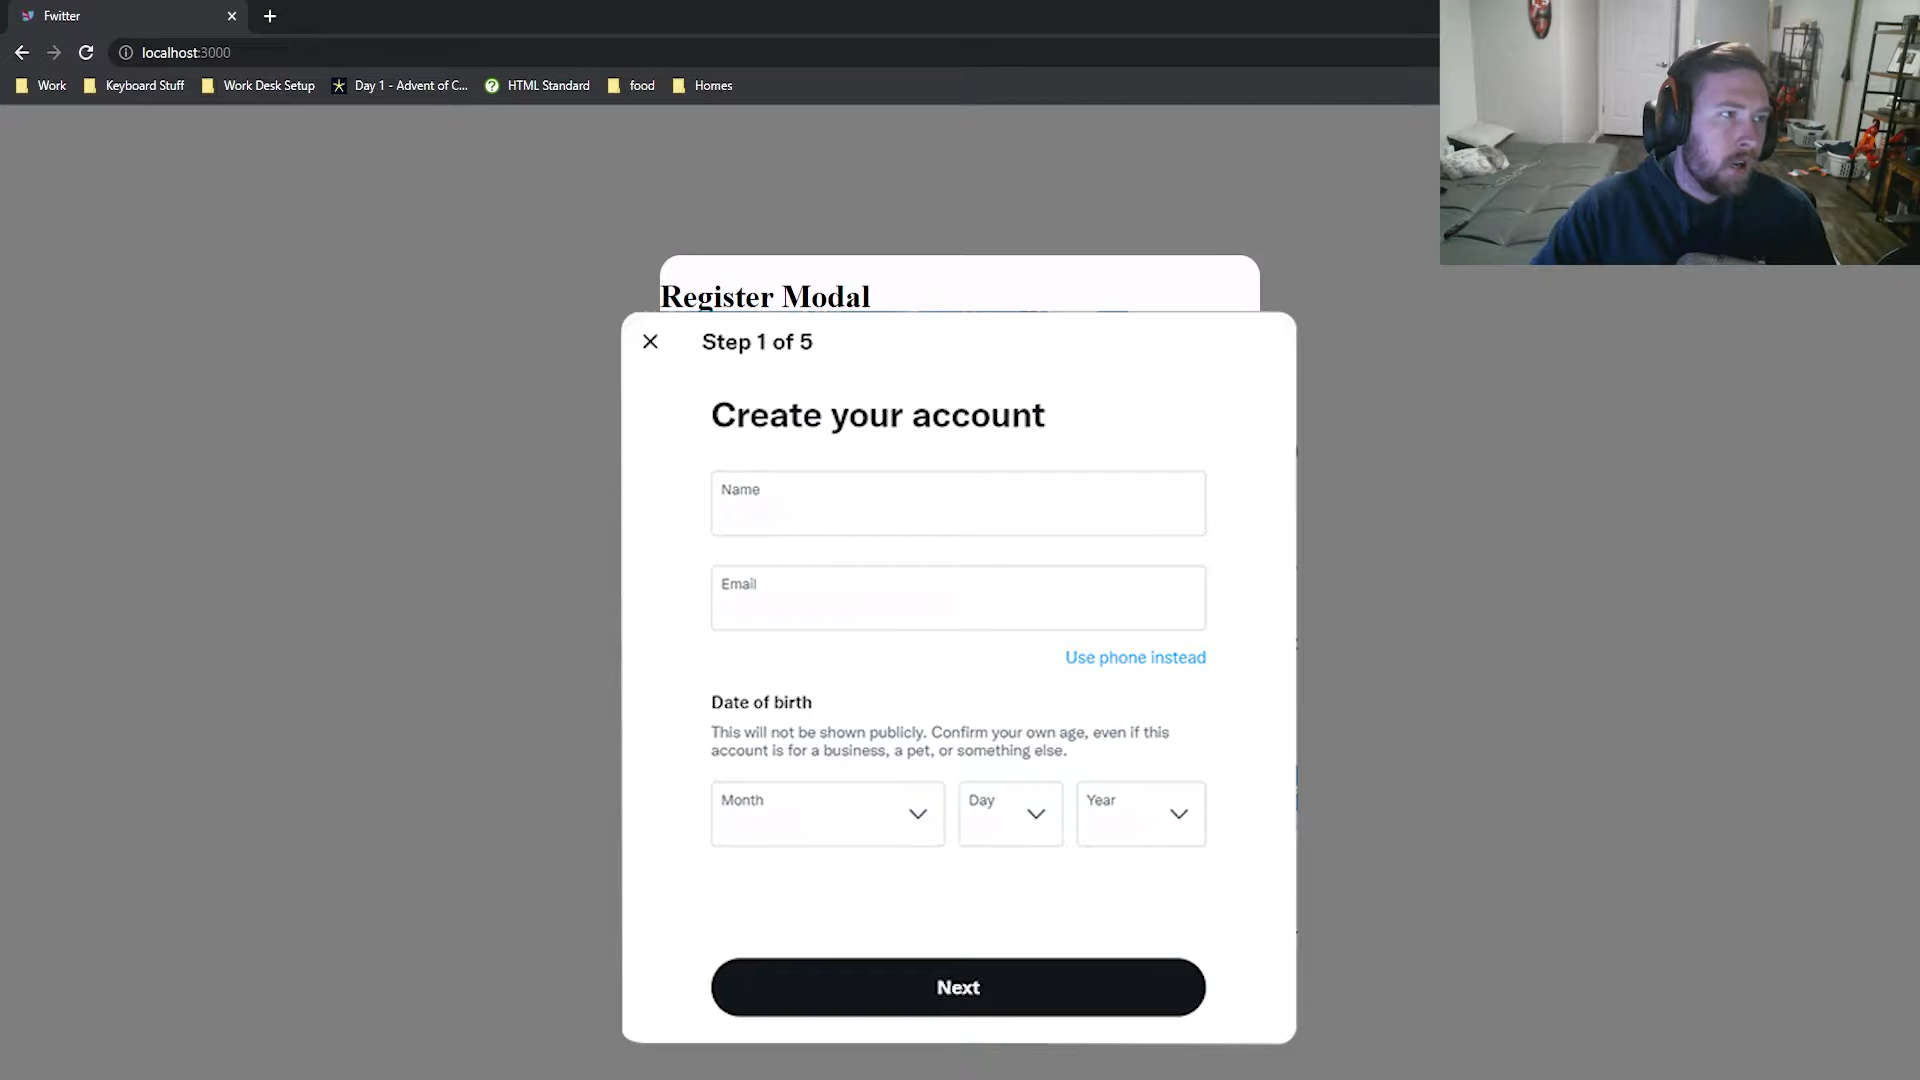 Fwitter
localhost:3000
Work Keyboard Stuff Work Desk Setup Day 1 - Advent of C... HTML Standard food Homes
Register Modal
Step 1 of 5
Create your account
Name
Email
Use phone instead
Date of birth
This will not be shown publicly. Confirm your own age, even if this
account is for a business, a pet, or something else.
Month Day Year
Next